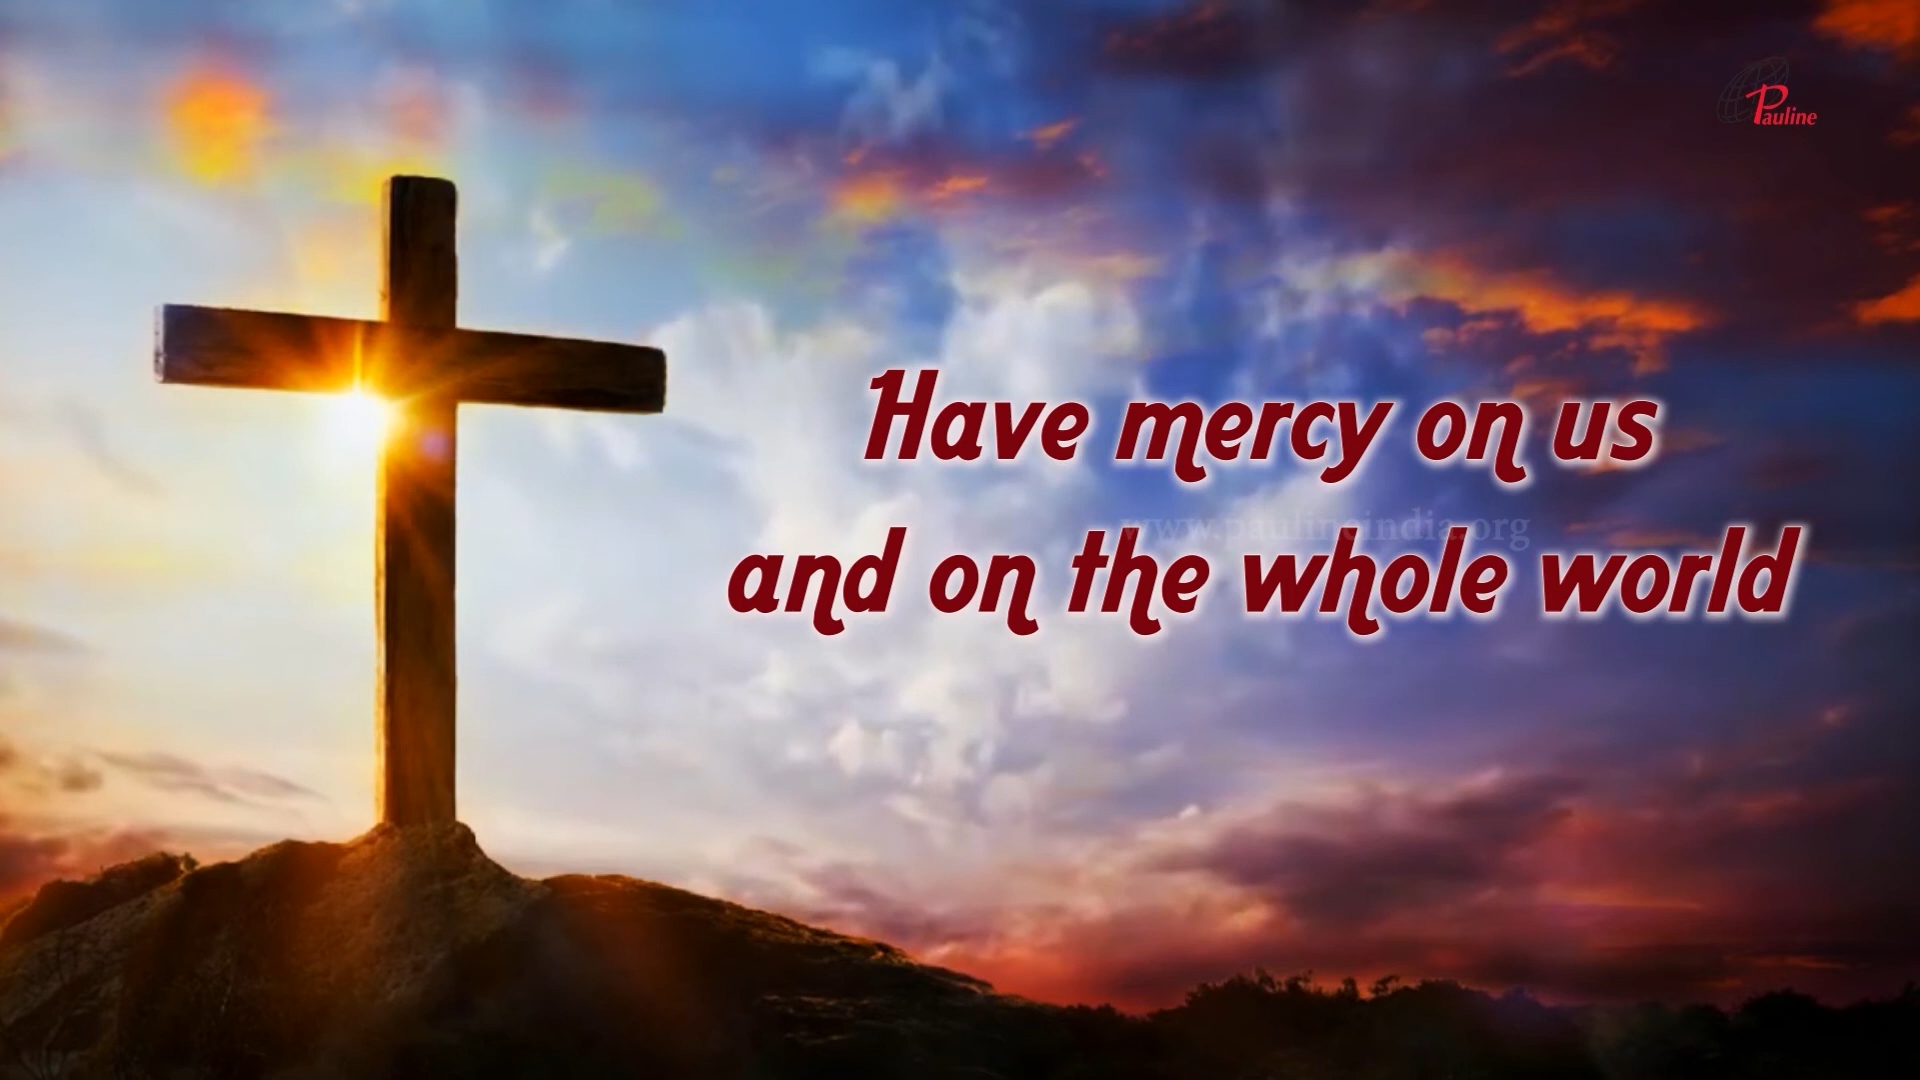 Pauline
Have mercy on us
www.paulineindia.org
and on the whole world